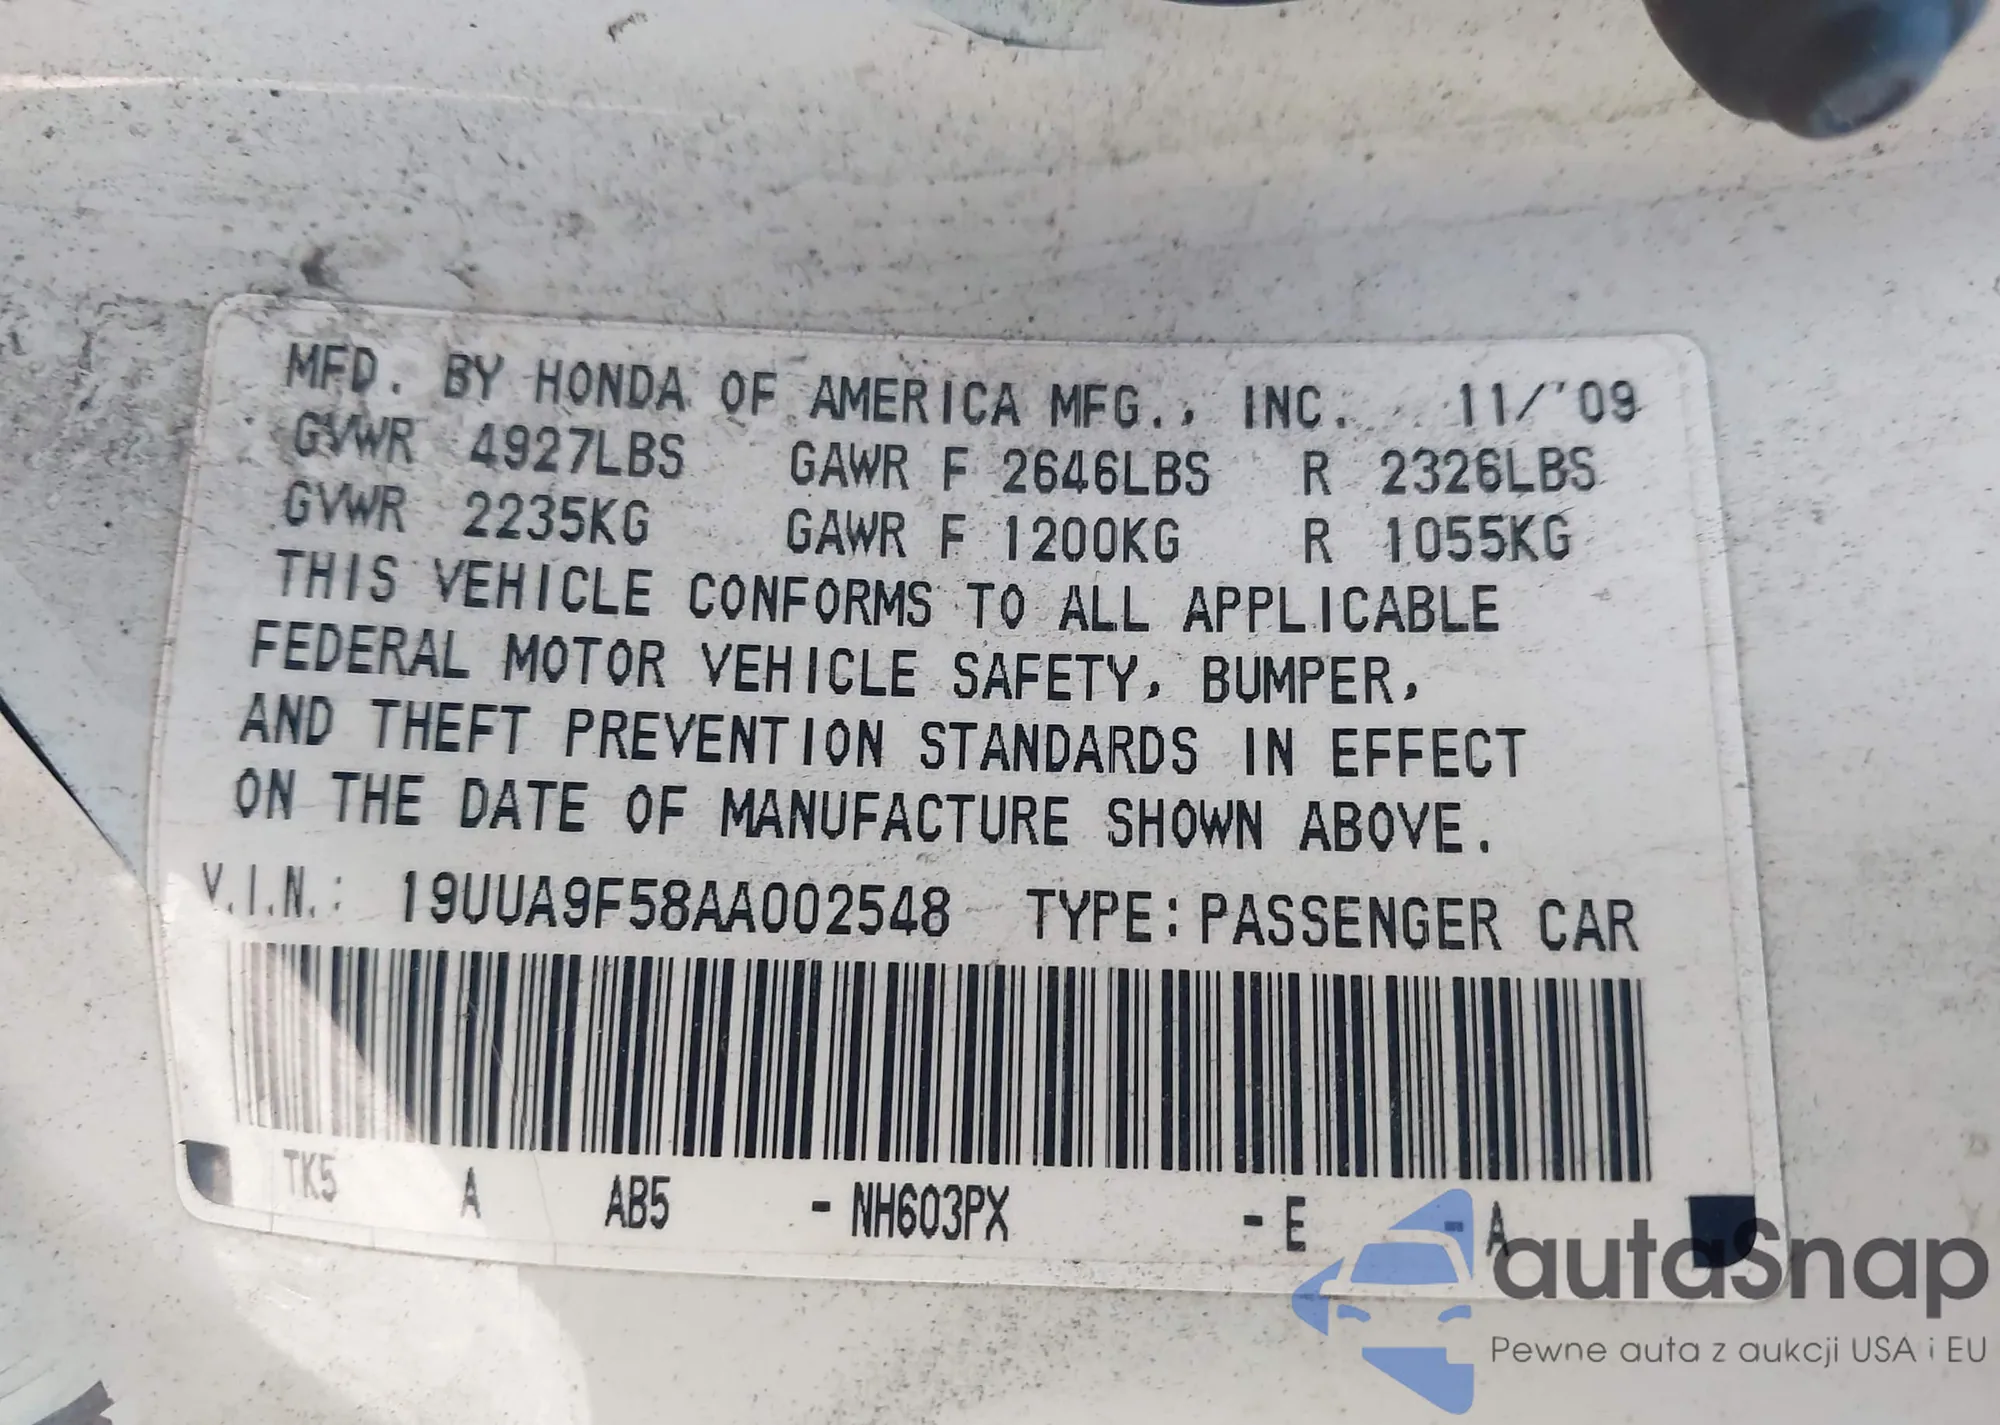 MFD. BY HONDA OF AMERICA MFG., INC. 11/'09
GVWR 4927LBS GAWR F 2646LBS R 2326LBS
GVWR 2235KG GAWR F 1200KG R 1055KG
THIS VEHICLE CONFORMS TO ALL APPLICABLE
FEDERAL MOTOR VEHICLE SAFETY, BUMPER,
AND THEFT PREVENTION STANDARDS IN EFFECT
ON THE DATE OF MANUFACTURE SHOWN ABOVE.
V.I.N.: 19UUA9F58AA002548 TYPE: PASSENGER CAR
TK5 A AB5 -NH603PX -E -A
autaSnap
Pewne auta z aukcji USA i EU